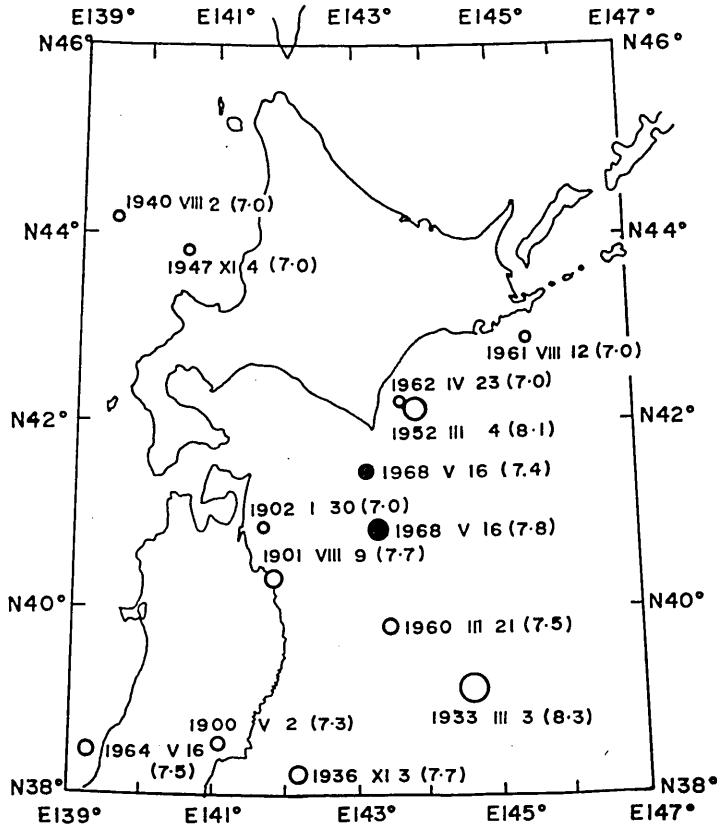 E139° E141° E143° E145° E147°
N46° N46°
1940 VIII 2 (7·0)
N44° N44°
1947 XI 4 (7·0)
1961 VIII 12 (7·0)
1962 IV 23 (7·0)
N42° N42°
1952 III 4 (8·1)
1968 V 16 (7.4)
1902 I 30 (7·0)
1968 V 16 (7·8)
1901 VIII 9 (7·7)
N40° N40°
1960 III 21 (7·5)
1933 III 3 (8·3)
1900 V 2 (7·3)
1964 V 16
(7·5)
1936 XI 3 (7·7)
N38° N38°
E139° E141° E143° E145° E147°